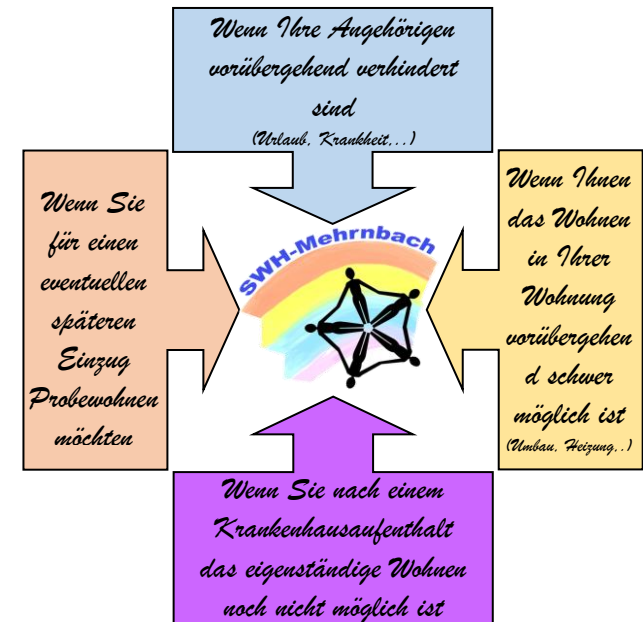 Wenn Ihre Angehörigen
vorübergehend verhindert
sind
(Urlaub, Krankheit,...)
Wenn Sie
für einen
eventuellen
späteren
Einzug
Probewohnen
möchten
SWH-Mehrnbach
Wenn Ihnen
das Wohnen
in Ihrer
Wohnung
vorübergehen
d schwer
möglich ist
(Umbau, Heizung,..)
Wenn Sie nach einem
Krankenhausaufenthalt
das eigenständige Wohnen
noch nicht möglich ist